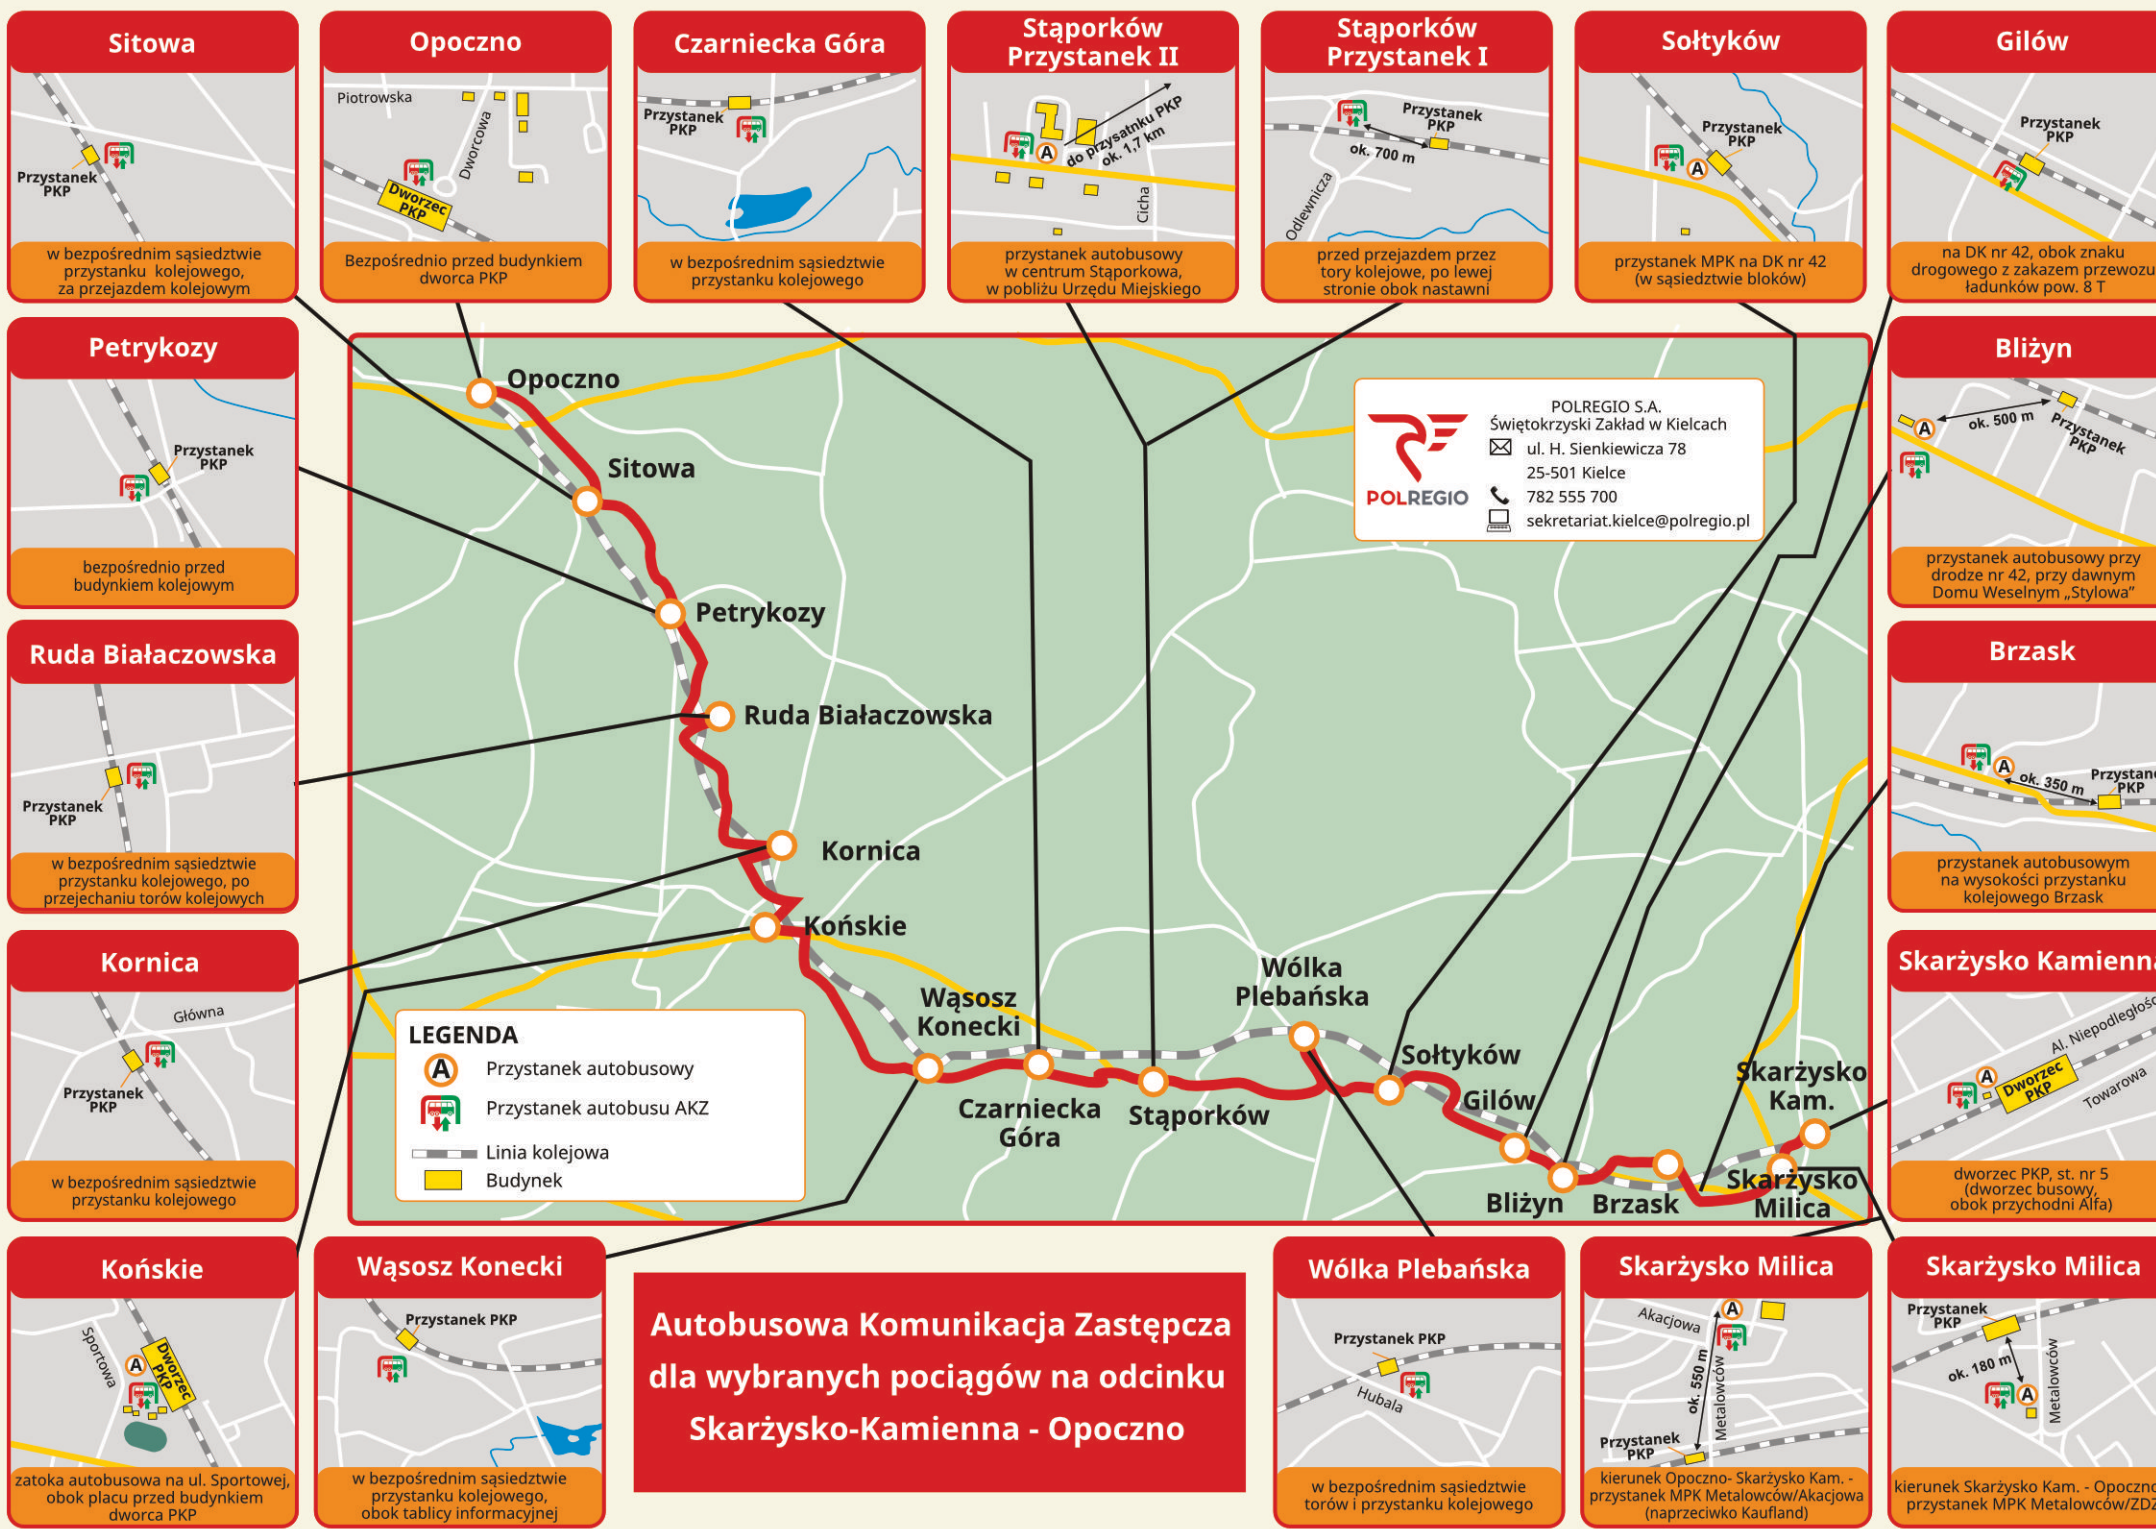 Sitowa
Przystanek
PKP
w bezpośrednim sąsiedztwie
przystanku kolejowego,
za przejazdem kolejowym
Opoczno
Piotrowska
Dworcowa
Dworzec
PKP
Bezpośrednio przed budynkiem
dworca PKP
Czarniecka Góra
Przystanek
PKP
w bezpośrednim sąsiedztwie
przystanku kolejowego
Stąporków
Przystanek II
do przysatnku PKP
ok. 1,7 km
A
Cicha
przystanek autobusowy
w centrum Stąporkowa,
w pobliżu Urzędu Miejskiego
Stąporków
Przystanek I
Przystanek
PKP
ok. 700 m
Odlewnicza
przed przejazdem przez
tory kolejowe, po lewej
stronie obok nastawni
Sołtyków
Przystanek
PKP
A
przystanek MPK na DK nr 42
(w sąsiedztwie bloków)
Gilów
Przystanek
PKP
na DK nr 42, obok znaku
drogowego z zakazem przewozu
ładunków pow. 8 T
Petrykozy
Przystanek
PKP
bezpośrednio przed
budynkiem kolejowym
Ruda Białaczowska
Przystanek
PKP
w bezpośrednim sąsiedztwie
przystanku kolejowego, po
przejechaniu torów kolejowych
Kornica
Główna
Przystanek
PKP
w bezpośrednim sąsiedztwie
przystanku kolejowego
Końskie
Sportowa
A
Dworzec
PKP
zatoka autobusowa na ul. Sportowej,
obok placu przed budynkiem
dworca PKP
Opoczno
Sitowa
Petrykozy
Ruda Białaczowska
Kornica
Końskie
Wąsosz
Konecki
Czarniecka
Góra
Stąporków
Wólka
Plebańska
Sołtyków
Gilów
Bliżyn
Brzask
Skarżysko
Milica
Skarżysko
Kam.
POLREGIO
POLREGIO S.A.
Świętokrzyski Zakład w Kielcach
ul. H. Sienkiewicza 78
25-501 Kielce
782 555 700
sekretariat.kielce@polregio.pl
LEGENDA
A Przystanek autobusowy
Przystanek autobusu AKZ
Linia kolejowa
Budynek
Bliżyn
A
ok. 500 m
Przystanek
PKP
przystanek autobusowy przy
drodze nr 42, przy dawnym
Domu Weselnym „Stylowa”
Brzask
A
ok. 350 m
Przystane
PKP
przystanek autobusowym
na wysokości przystanku
kolejowego Brzask
Skarżysko Kamienna
Al. Niepodległoś
A
Dworzec
PKP
Towarowa
dworzec PKP, st. nr 5
(dworzec busowy,
obok przychodni Alfa)
Wąsosz Konecki
Przystanek PKP
w bezpośrednim sąsiedztwie
przystanku kolejowego,
obok tablicy informacyjnej
Autobusowa Komunikacja Zastępcza
dla wybranych pociągów na odcinku
Skarżysko-Kamienna - Opoczno
Wólka Plebańska
Przystanek PKP
Hubala
w bezpośrednim sąsiedztwie
torów i przystanku kolejowego
Skarżysko Milica
Akacjowa
A
ok. 550 m
Metalowców
Przystanek
PKP
kierunek Opoczno- Skarżysko Kam. -
przystanek MPK Metalowców/Akacjowa
(naprzeciwko Kaufland)
Skarżysko Milica
Przystanek
PKP
ok. 180 m
A
Metalowców
kierunek Skarżysko Kam. - Opoczno
przystanek MPK Metalowców/ZDZ